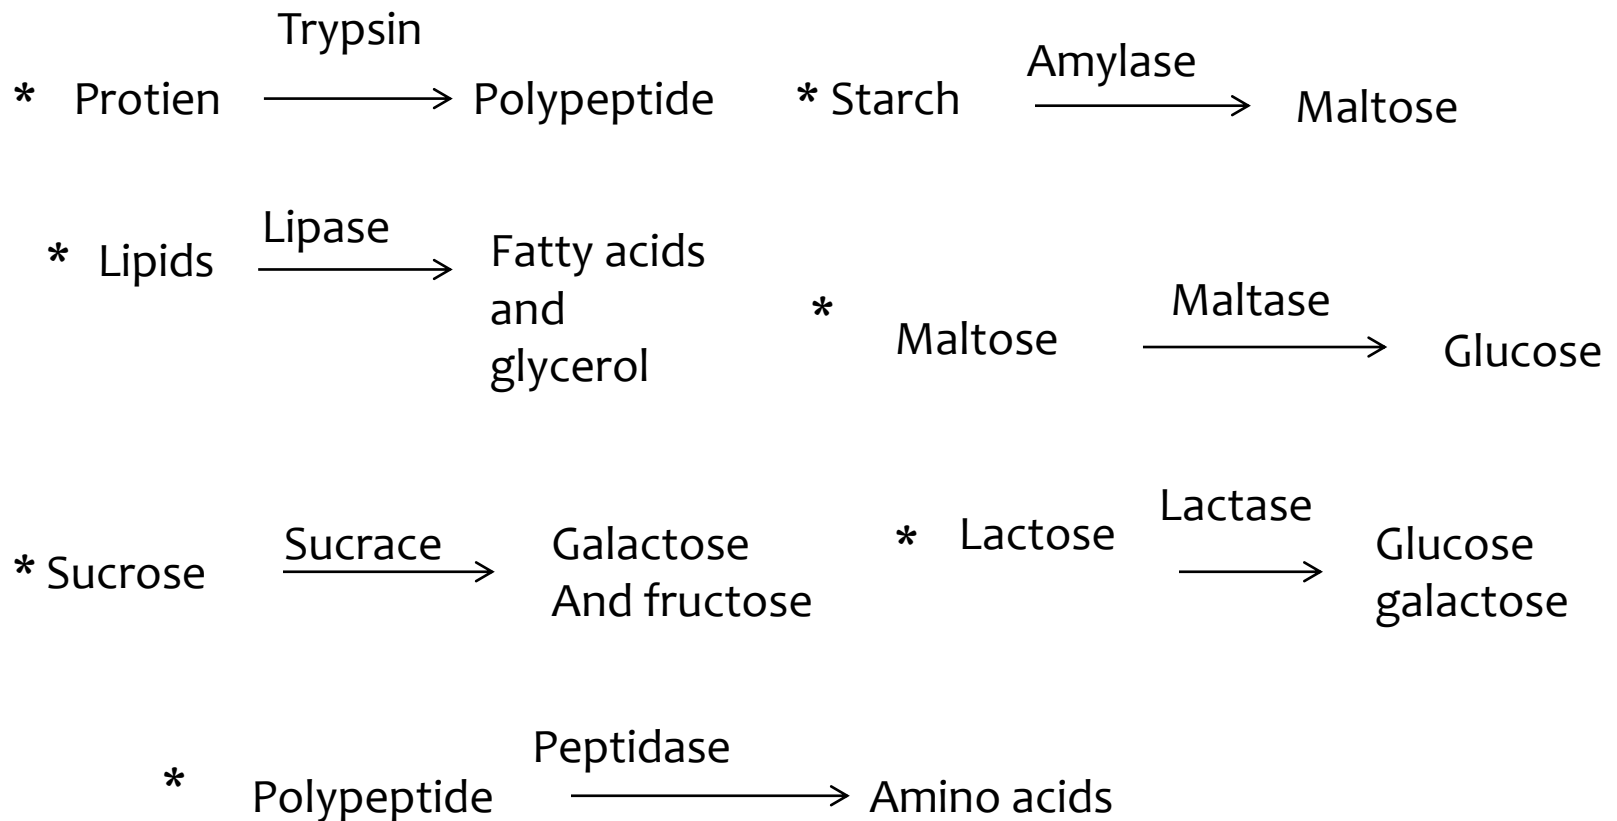 Trypsin
* Protien → Polypeptide
Amylase
* Starch → Maltose
Lipase
* Lipids → Fatty acids
and
glycerol
Maltase
* Maltose → Glucose
Sucrace
* Sucrose → Galactose
And fructose
Lactase
* Lactose → Glucose
galactose
Peptidase
* Polypeptide → Amino acids